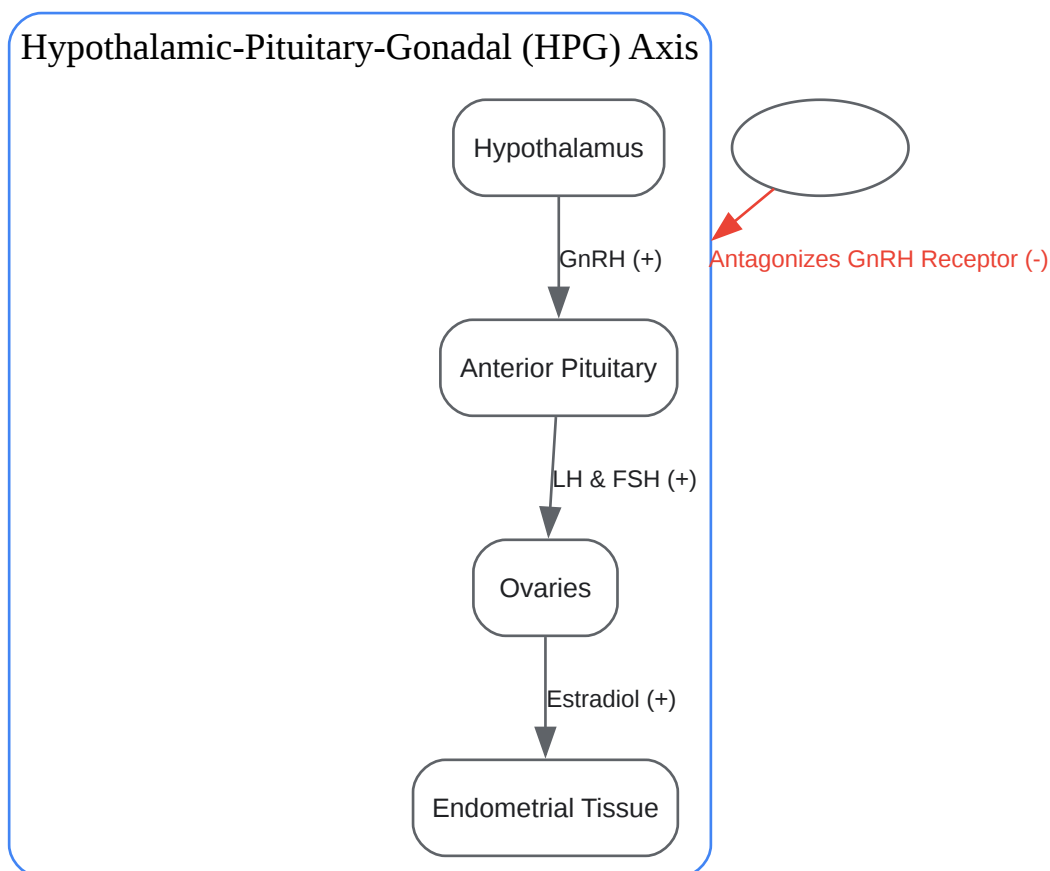 Hypothalamic-Pituitary-Gonadal (HPG) Axis
Hypothalamus
GnRH (+)
Antagonizes GnRH Receptor (-)
Anterior Pituitary
LH & FSH (+)
Ovaries
Estradiol (+)
Endometrial Tissue